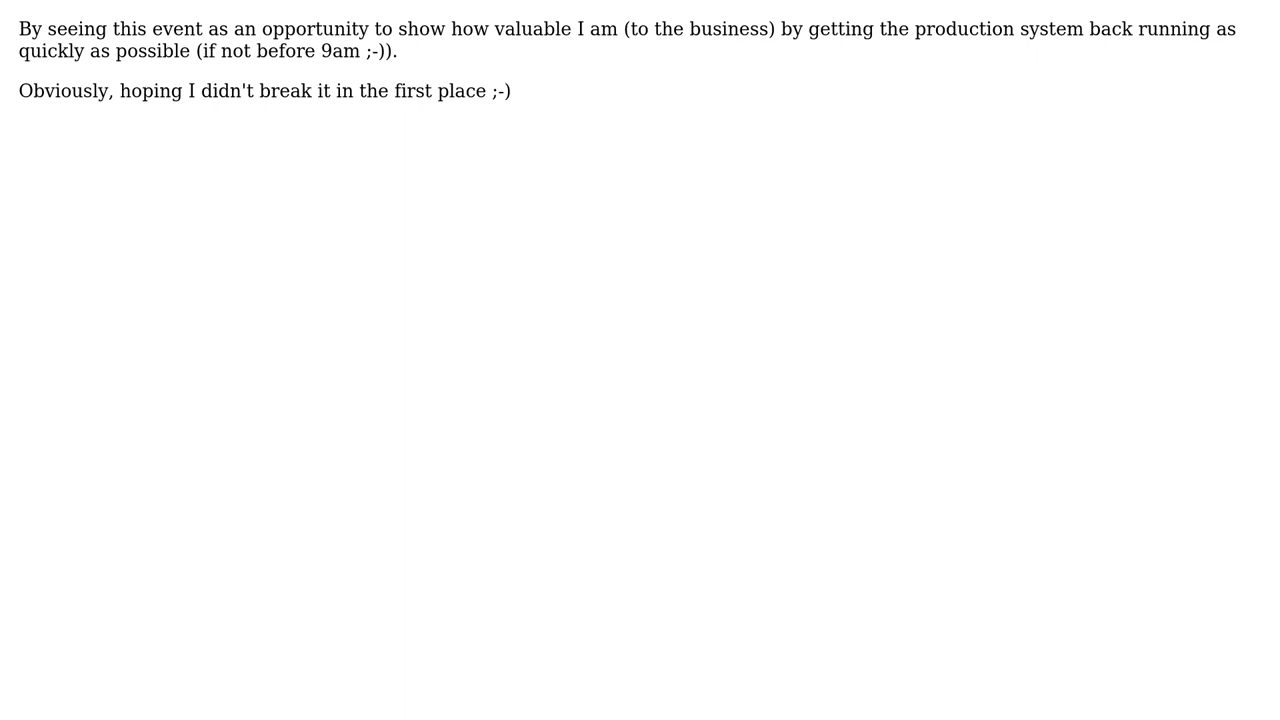 By seeing this event as an opportunity to show how valuable I am (to the business) by getting the production system back running as
quickly as possible (if not before 9am ;-)).
Obviously, hoping I didn't break it in the first place ;-)